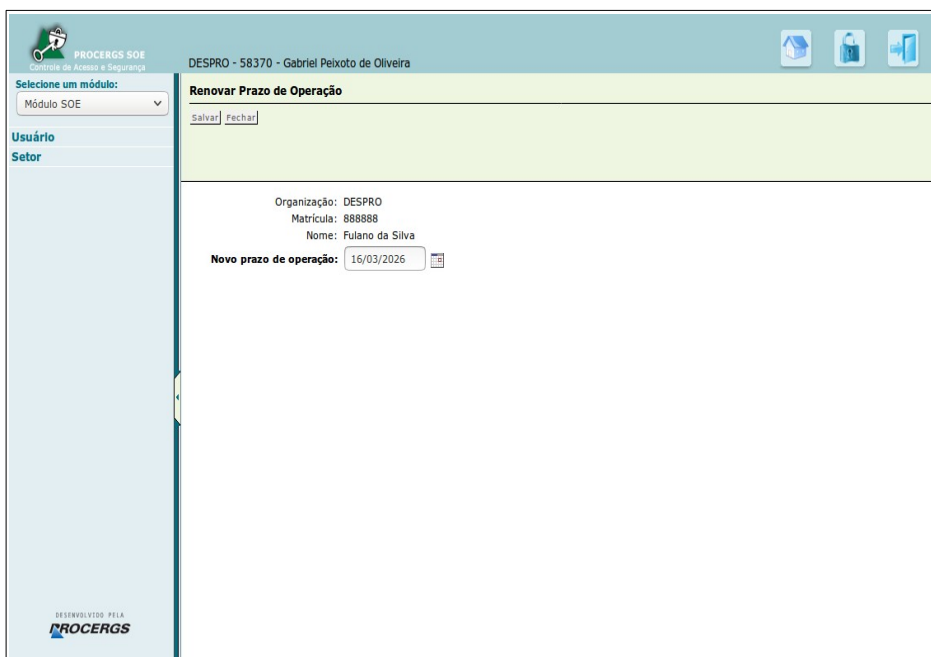 PROCERGS SOE
Controle de Acesso e Segurança
DESPRO - 58370 - Gabriel Peixoto de Oliveira
Selecione um módulo:
Módulo SOE
Usuário
Setor
Renovar Prazo de Operação
Salvar Fechar
Organização: DESPRO
Matrícula: 888888
Nome: Fulano da Silva
Novo prazo de operação: 16/03/2026
DESENVOLVIDO PELA
PROCERGS